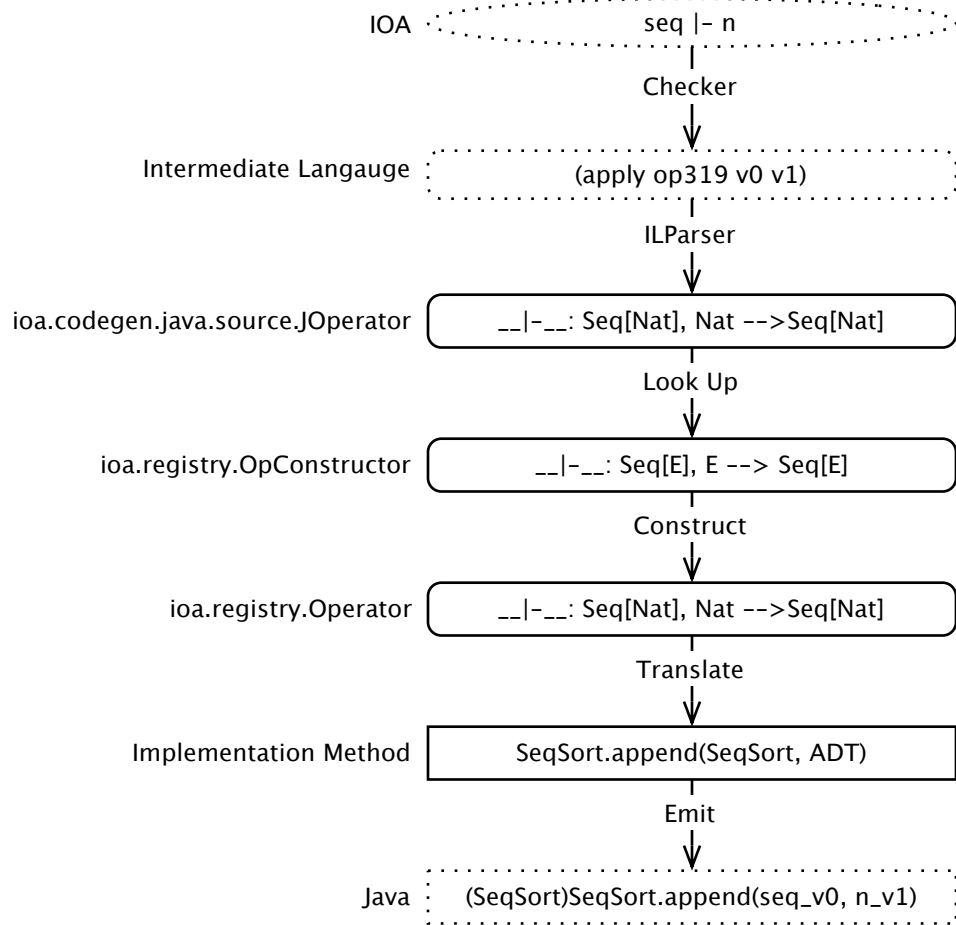 IOA
seq |- n
Checker
Intermediate Langauge
(apply op319 v0 v1)
ILParser
ioa.codegen.java.source.JOperator
__|-__: Seq[Nat], Nat -->Seq[Nat]
Look Up
ioa.registry.OpConstructor
__|-__: Seq[E], E --> Seq[E]
Construct
ioa.registry.Operator
__|-__: Seq[Nat], Nat -->Seq[Nat]
Translate
Implementation Method
SeqSort.append(SeqSort, ADT)
Emit
Java
(SeqSort)SeqSort.append(seq_v0, n_v1)